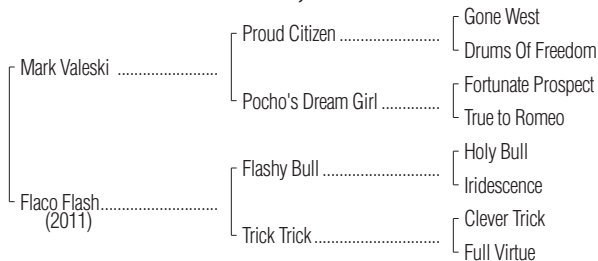 Gone West
Proud Citizen ......................
Drums Of Freedom
Mark Valeski ......................
Fortunate Prospect
Pocho's Dream Girl .............
True to Romeo
Holy Bull
Flashy Bull .........................
Iridescence
Flaco Flash.........................
(2011)
Clever Trick
Trick Trick...........................
Full Virtue